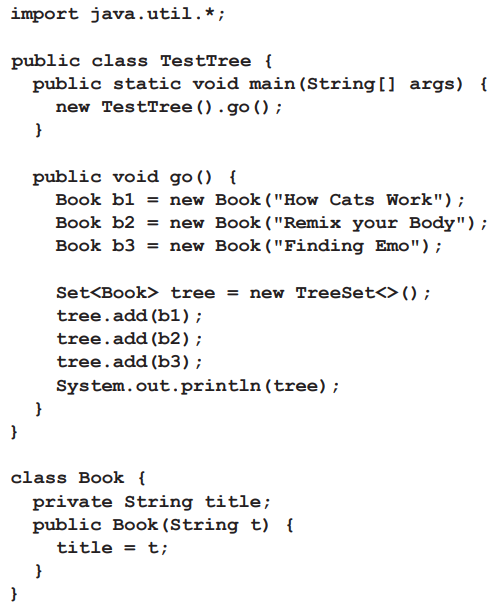 import java.util.*;

public class TestTree {
  public static void main(String[] args) {
    new TestTree().go();
  }

  public void go() {
    Book b1 = new Book("How Cats Work");
    Book b2 = new Book("Remix your Body");
    Book b3 = new Book("Finding Emo");

    Set<Book> tree = new TreeSet<>();
    tree.add(b1);
    tree.add(b2);
    tree.add(b3);
    System.out.println(tree);
  }
}

class Book {
  private String title;
  public Book(String t) {
    title = t;
  }
}